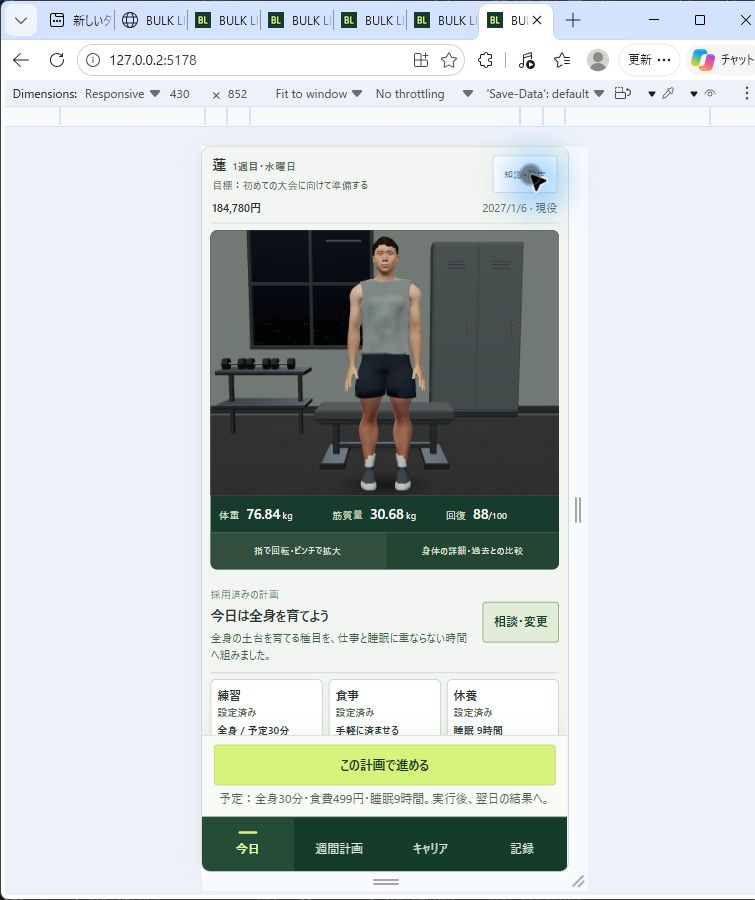 新しいタ
BULK LI
BL BULK LI
BL BULK LI
BL BULK LI
BL BULK LI
BL BU
127.0.0.2:5178
更新
チャット
Dimensions: Responsive 430 × 852 Fit to window No throttling 'Save-Data': default
蓮 1週目・水曜日
目標：初めての大会に向けて準備する
184,780円
2027/1/6・現役
体重 76.84 kg 筋質量 30.68 kg 回復 88/100
指で回転・ピンチで拡大
身体の詳細・過去との比較
採用済みの計画
今日は全身を育てよう
全身の土台を育てる種目を、仕事と睡眠に重ならない時間
へ組みました。
相談・変更
練習 食事 休養
設定済み 設定済み 設定済み
全身 / 予定30分 手軽に済ませる 睡眠 9時間
この計画で進める
予定：全身30分・食費499円・睡眠9時間。実行後、翌日の結果へ。
今日 週間計画 キャリア 記録